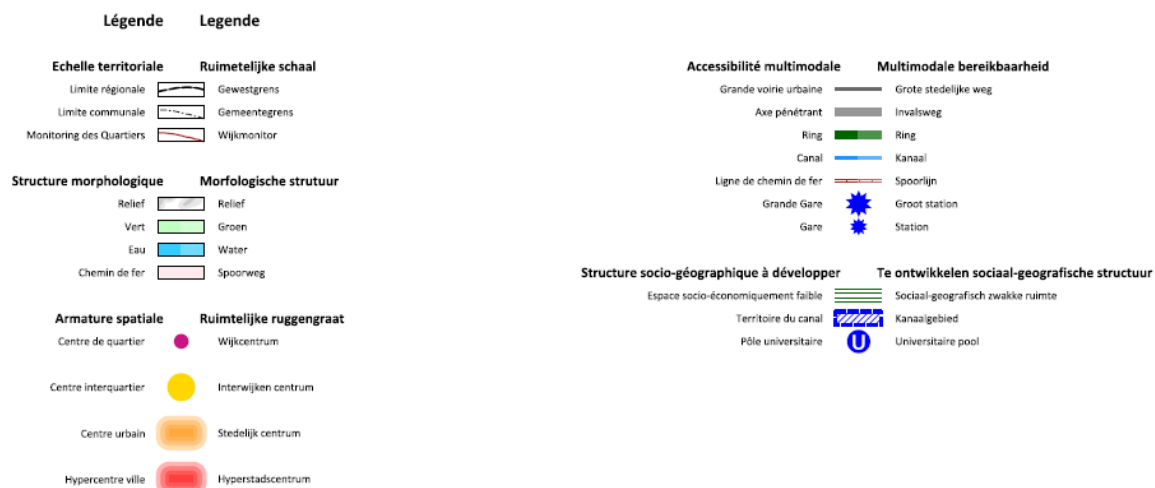 Légende Legende
Echelle territoriale Ruimetelijke schaal
Limite régionale Gewestgrens
Limite communale Gemeentegrens
Monitoring des Quartiers Wijkmonitor
Structure morphologique Morfologische strutuur
Relief Relief
Vert Groen
Eau Water
Chemin de fer Spoorweg
Armature spatiale Ruimtelijke ruggengraat
Centre de quartier Wijkcentrum
Centre interquartier Interwijken centrum
Centre urbain Stedelijk centrum
Hypercentre ville Hyperstadscentrum
Accessibilité multimodale Multimodale bereikbaarheid
Grande voirie urbaine Grote stedelijke weg
Axe pénétrant Invalsweg
Ring Ring
Canal Kanaal
Ligne de chemin de fer Spoorlijn
Grande Gare Groot station
Gare Station
Structure socio-géographique à développer Te ontwikkelen sociaal-geografische structuur
Espace socio-économiquement faible Sociaal-geografisch zwakke ruimte
Territoire du canal Kanaalgebied
Pôle universitaire U Universitaire pool